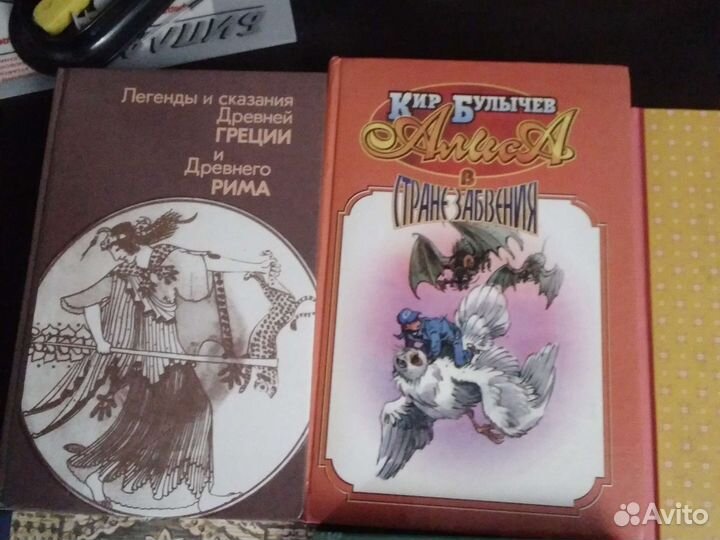 Легенды и сказания
Древней
ГРЕЦИИ
и
Древнего
РИМА
КИР БУЛЫЧЕВ
АЛИСА
В
СТРАНЕ ЗАБВЕНИЯ
Avito